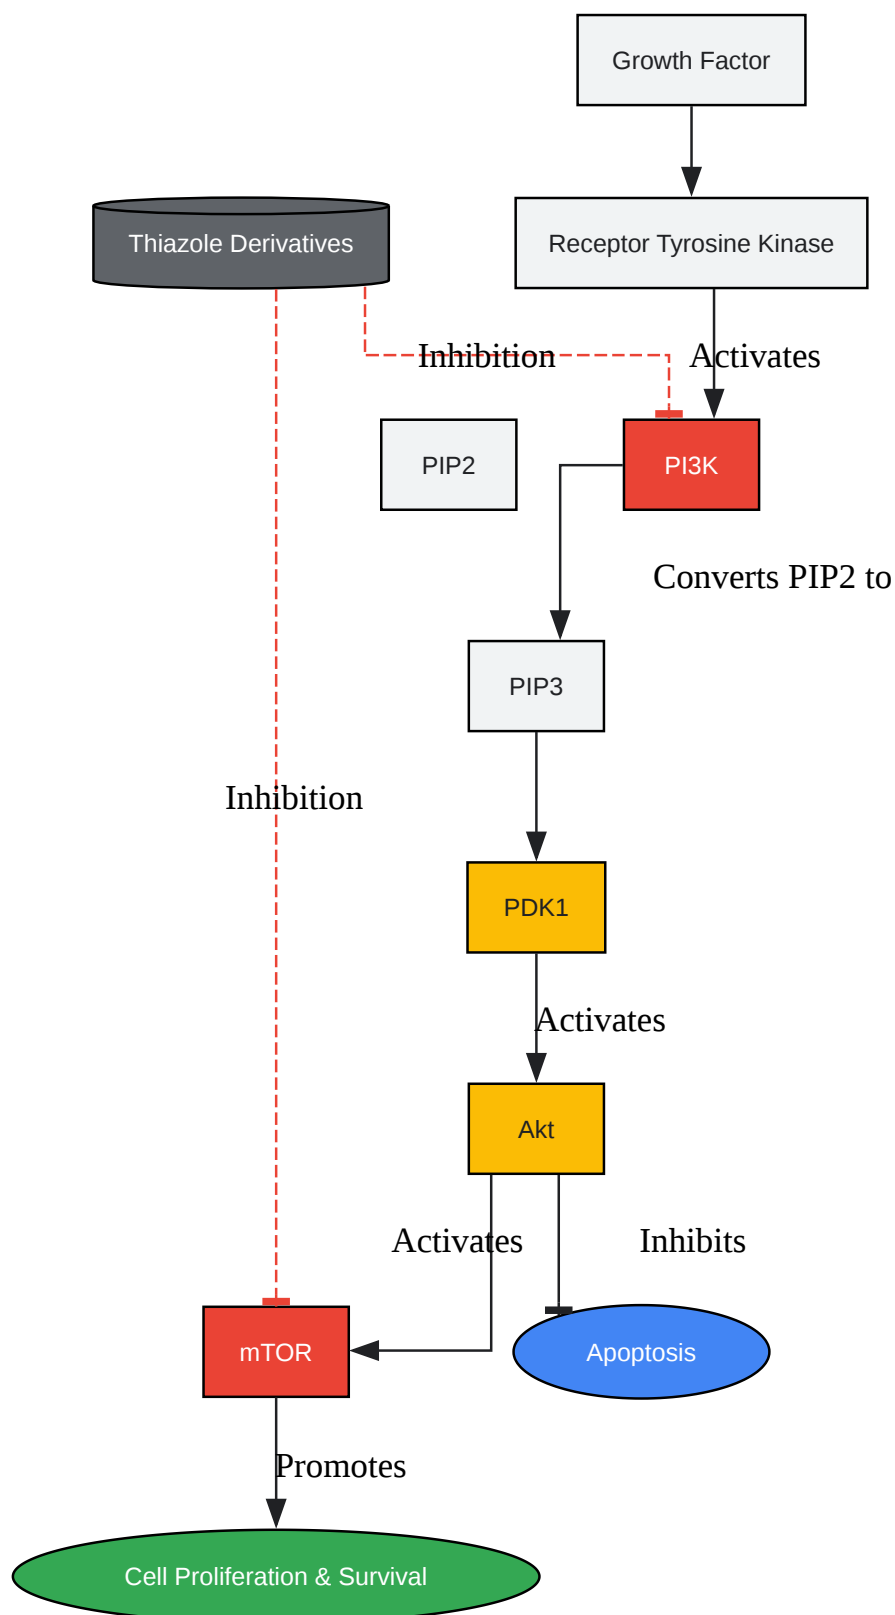 Growth Factor
Thiazole Derivatives
Receptor Tyrosine Kinase
Inhibition
Activates
PIP2
PI3K
Converts PIP2 to
PIP3
Inhibition
PDK1
Activates
Akt
Activates
Inhibits
mTOR
Apoptosis
Promotes
Cell Proliferation & Survival